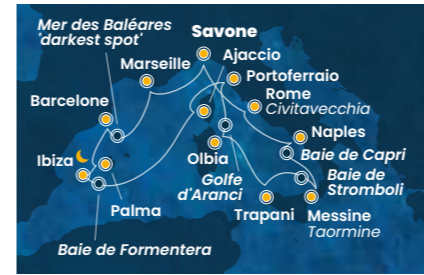 Mer des Baléares
'darkest spot'
Savone
Ajaccio
Marseille
Portoferraio
Rome
Civitavecchia
Barcelone
Naples
Ibiza
Olbia
Baie de Capri
Golfe
d'Aranci
Baie de
Stromboli
Palma
Trapani
Messine
Taormine
Baie de Formentera